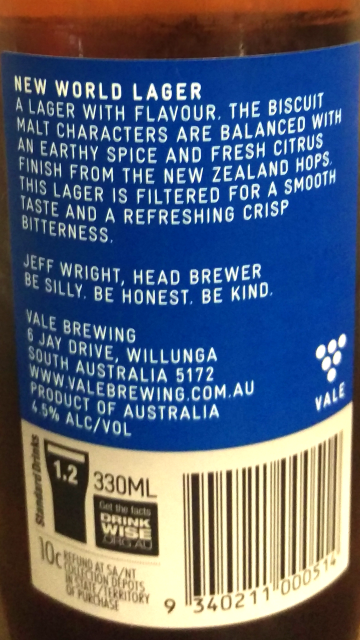 NEW WORLD LAGER
A LAGER WITH FLAVOUR. THE BISCUIT
MALT CHARACTERS ARE BALANCED WITH
AN EARTHY SPICE AND FRESH CITRUS
FINISH FROM THE NEW ZEALAND HOPS.
THIS LAGER IS FILTERED FOR A SMOOTH
TASTE AND A REFRESHING CRISP
BITTERNESS.
JEFF WRIGHT, HEAD BREWER
BE SILLY. BE HONEST. BE KIND.
VALE BREWING
6 JAY DRIVE, WILLUNGA
SOUTH AUSTRALIA 5172
WWW.VALEBREWING.COM.AU
PRODUCT OF AUSTRALIA
4.5% ALC/VOL
VALE
Standard Drinks
1.2
330ML
Get the facts
DRINK
WISE
.ORG.AU
10c REFUND AT SA/NT
COLLECTION DEPOTS
IN STATE/TERRITORY
OF PURCHASE
9 340211 000514